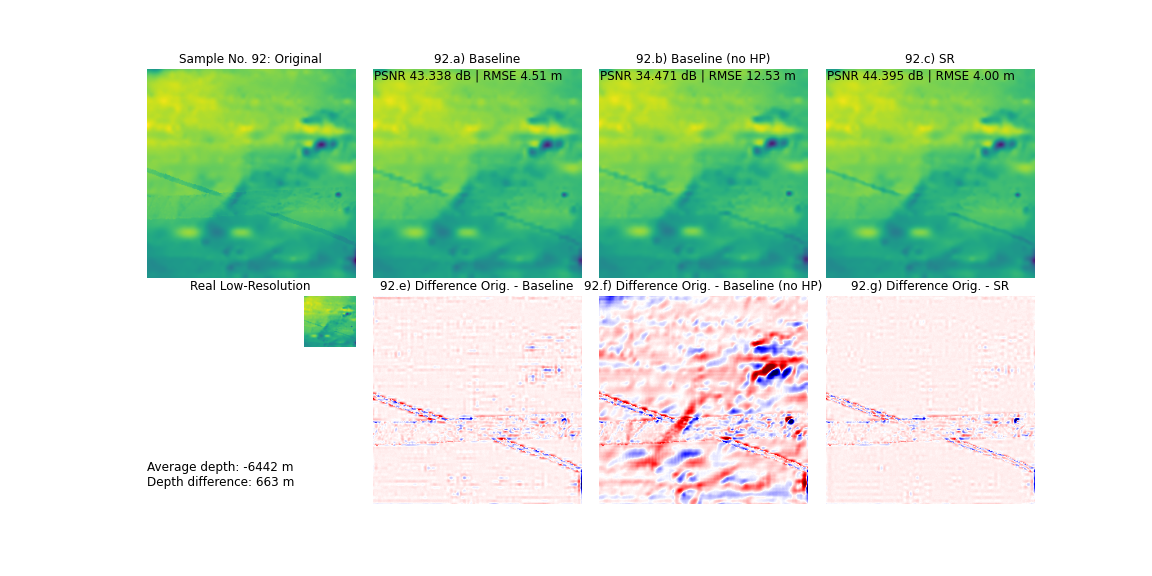 Sample No. 92: Original
92.a) Baseline
92.b) Baseline (no HP)
92.c) SR
PSNR 43.338 dB | RMSE 4.51 m
PSNR 34.471 dB | RMSE 12.53 m
PSNR 44.395 dB | RMSE 4.00 m
Real Low-Resolution
92.e) Difference Orig. - Baseline
92.f) Difference Orig. - Baseline (no HP)
92.g) Difference Orig. - SR
Average depth: -6442 m
Depth difference: 663 m